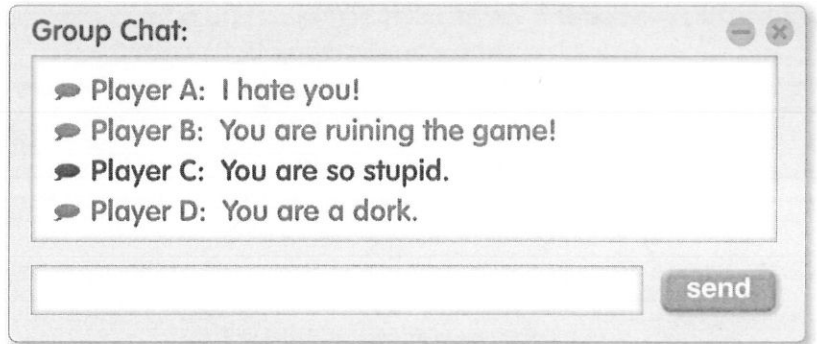 Group Chat:
Player A: I hate you!
Player B: You are ruining the game!
Player C: You are so stupid.
Player D: You are a dork.
send